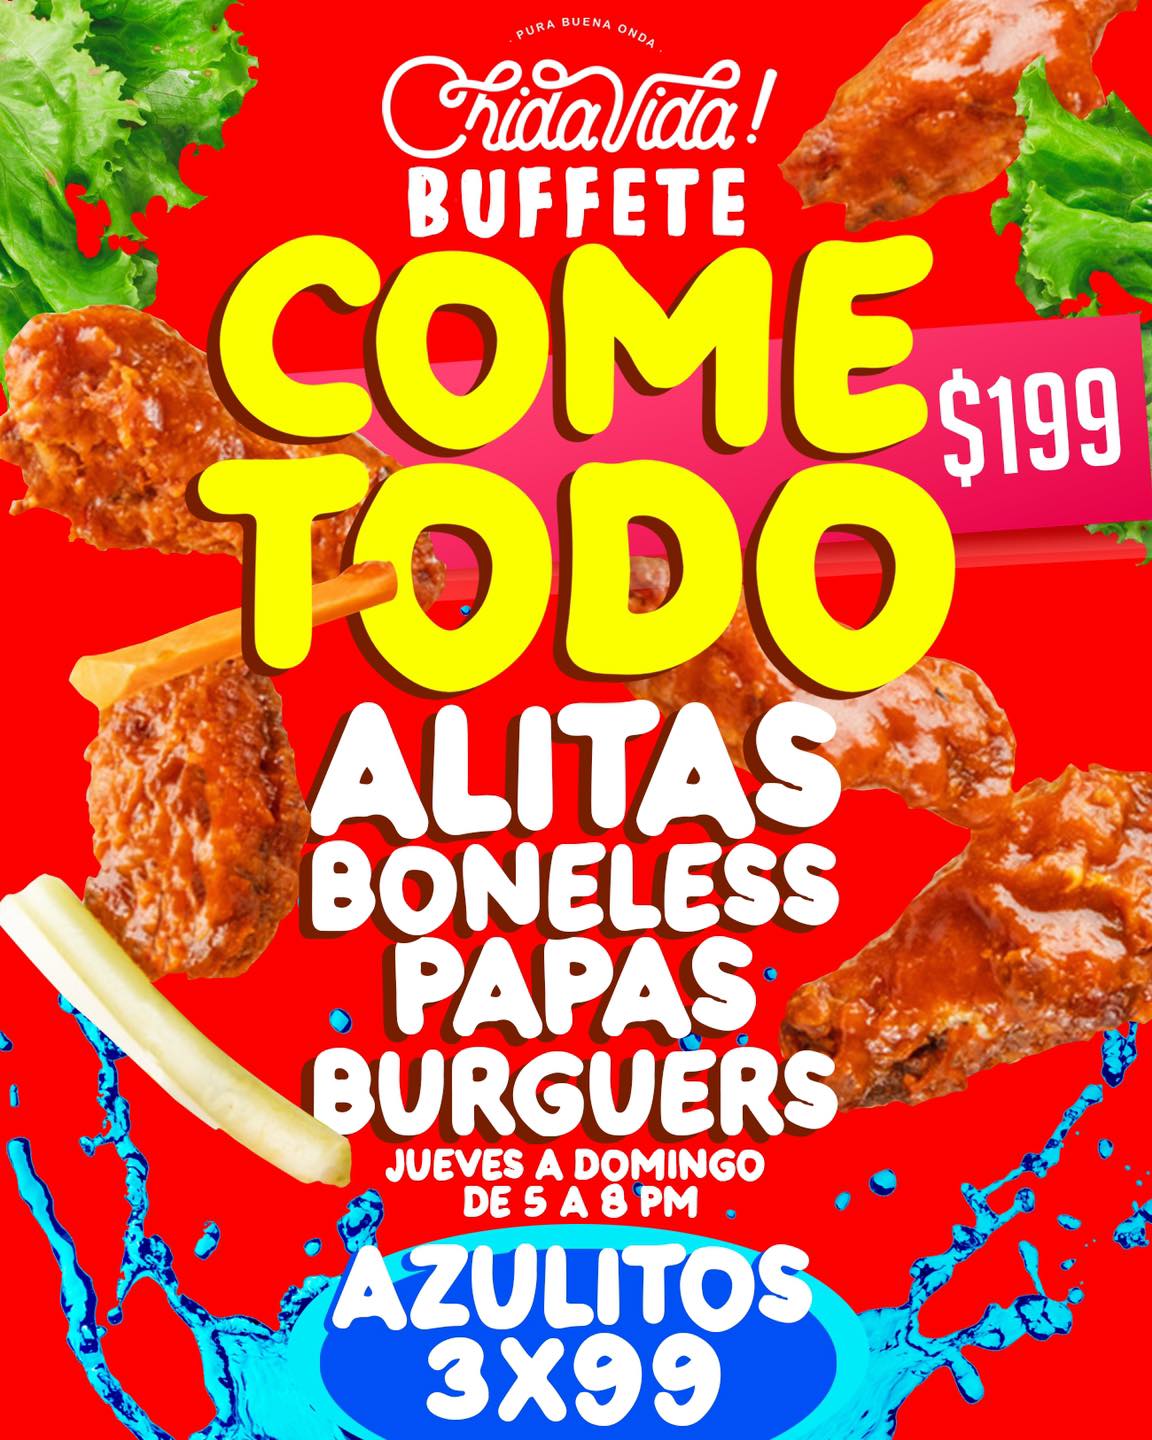 · PURA BUENA ONDA ·
ChidaVida!
BUFFETE
COME
$199
TODO
ALITAS
BONELESS
PAPAS
BURGUERS
JUEVES A DOMINGO
DE 5 A 8 PM
AZULITOS
3X99